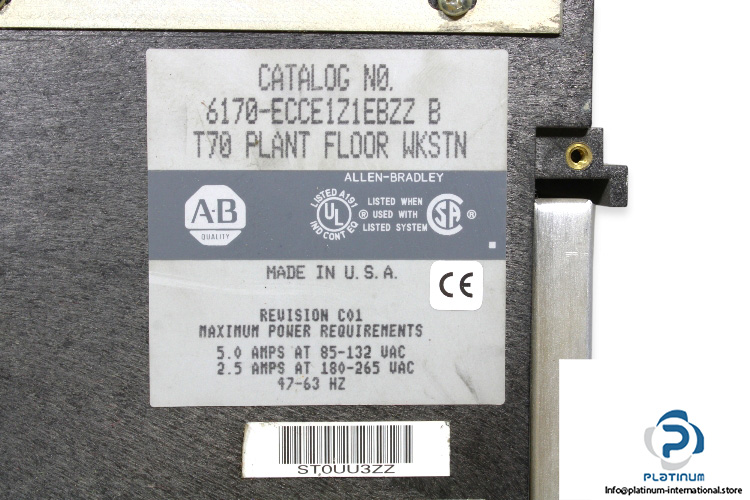 CATALOG NO.
6170-ECCE1Z1EBZZ B
T70 PLANT FLOOR WKSTN
ALLEN-BRADLEY
A·B
QUALITY
LISTED A191
UL ®
IND CONT EQ
LISTED WHEN
USED WITH
LISTED SYSTEM
SA ®
MADE IN U.S.A.
CE
REVISION C01
MAXIMUM POWER REQUIREMENTS
5.0 AMPS AT 85-132 VAC
2.5 AMPS AT 180-265 VAC
47-63 HZ
ST0UU3ZZ
PLATINUM
Info@platinum-international.store